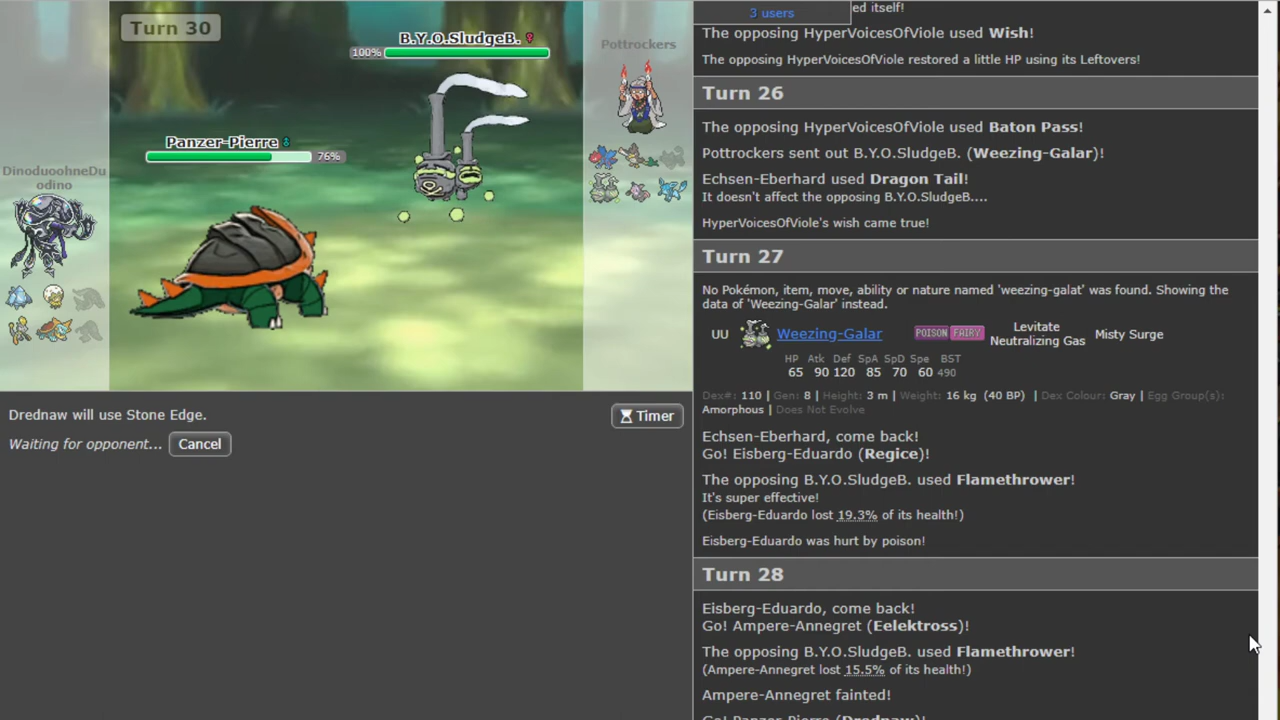 Turn 30
B.Y.O.SludgeB.
100%
Panzer-Pierre
76%
DinoduoohneDu
odino
Pottrockers
Drednaw will use Stone Edge.
Timer
Waiting for opponent...
Cancel
3 users
ed itself!
The opposing HyperVoicesOfViole used Wish!
The opposing HyperVoicesOfViole restored a little HP using its Leftovers!
Turn 26
The opposing HyperVoicesOfViole used Baton Pass!
Pottrockers sent out B.Y.O.SludgeB. (Weezing-Galar)!
Echsen-Eberhard used Dragon Tail!
It doesn't affect the opposing B.Y.O.SludgeB....
HyperVoicesOfViole's wish came true!
Turn 27
No Pokémon, item, move, ability or nature named 'weezing-galat' was found. Showing the
data of 'Weezing-Galar' instead.
UU Weezing-Galar POISON FAIRY Levitate Neutralizing Gas Misty Surge
HP Atk Def SpA SpD Spe BST
65 90 120 85 70 60 490
Dex#: 110 | Gen: 8 | Height: 3 m | Weight: 16 kg (40 BP) | Dex Colour: Gray | Egg Group(s):
Amorphous | Does Not Evolve
Echsen-Eberhard, come back!
Go! Eisberg-Eduardo (Regice)!
The opposing B.Y.O.SludgeB. used Flamethrower!
It's super effective!
(Eisberg-Eduardo lost 19.3% of its health!)
Eisberg-Eduardo was hurt by poison!
Turn 28
Eisberg-Eduardo, come back!
Go! Ampere-Annegret (Eelektross)!
The opposing B.Y.O.SludgeB. used Flamethrower!
(Ampere-Annegret lost 15.5% of its health!)
Ampere-Annegret fainted!
Go! Panzer-Pierre (Drednaw)!